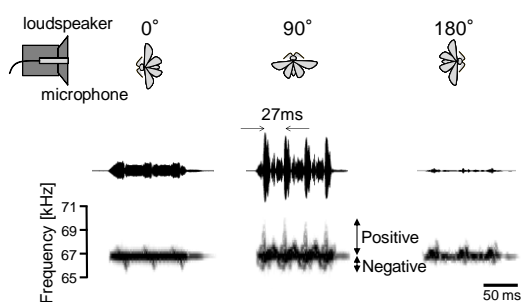 loudspeaker
microphone
0°
90°
180°
27ms
Frequency [kHz]
71
69
67
65
Positive
Negative
50 ms